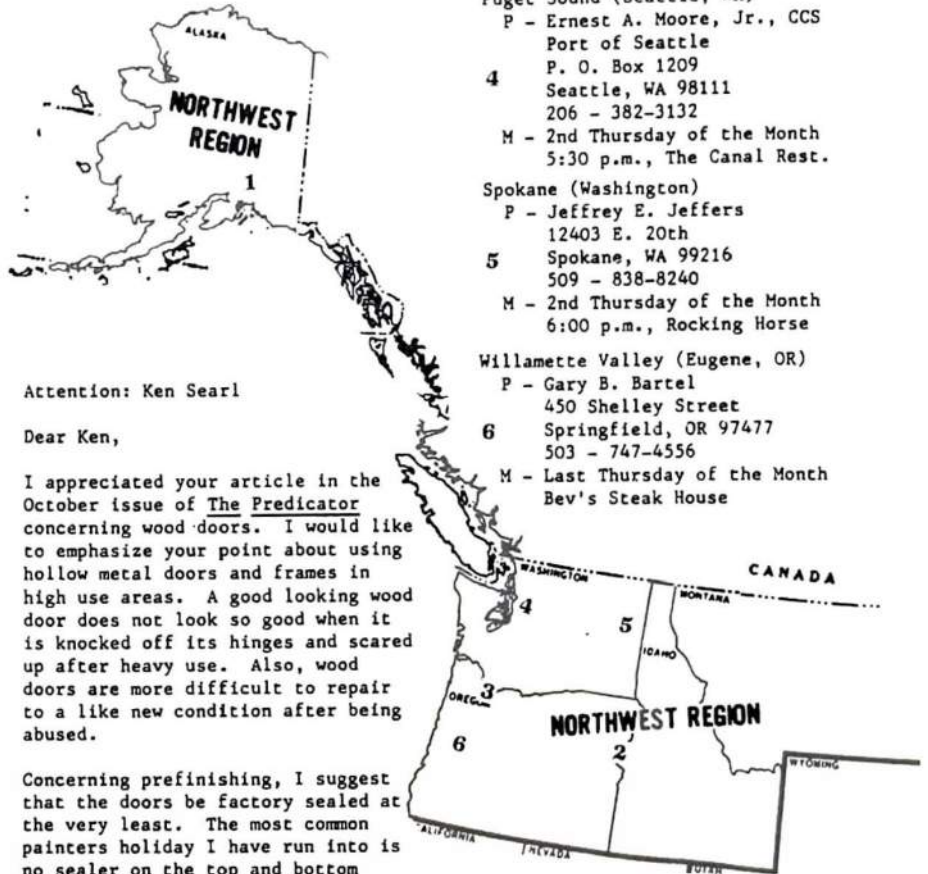 Puget Sound (Seattle, WA)
P - Ernest A. Moore, Jr., CCS
Port of Seattle
4 P. O. Box 1209
Seattle, WA 98111
206 - 382-3132
M - 2nd Thursday of the Month
5:30 p.m., The Canal Rest.
Spokane (Washington)
P - Jeffrey E. Jeffers
12403 E. 20th
5 Spokane, WA 99216
509 - 838-8240
M - 2nd Thursday of the Month
6:00 p.m., Rocking Horse
Willamette Valley (Eugene, OR)
P - Gary B. Bartel
450 Shelley Street
6 Springfield, OR 97477
503 - 747-4556
M - Last Thursday of the Month
Bev's Steak House
ALASKA
NORTHWEST
REGION
1
Attention: Ken Searl
Dear Ken,
I appreciated your article in the
October issue of The Predicator
concerning wood doors. I would like
to emphasize your point about using
hollow metal doors and frames in
high use areas. A good looking wood
door does not look so good when it
is knocked off its hinges and scared
up after heavy use. Also, wood
doors are more difficult to repair
to a like new condition after being
abused.
Concerning prefinishing, I suggest
that the doors be factory sealed at
the very least. The most common
painters holiday I have run into is
no sealer on the top and bottom
CANADA
WASHINGTON
MONTANA
4
5
IDAHO
3
OREGON
NORTHWEST REGION
6
2
WYOMING
CALIFORNIA
NEVADA
UTAH